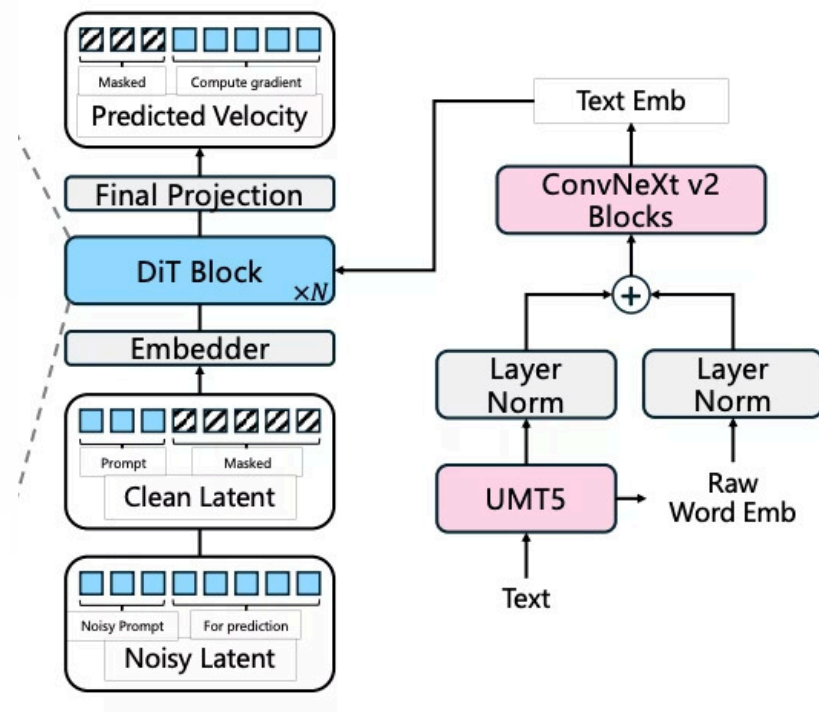 Masked
Compute gradient
Predicted Velocity
Final Projection
DiT Block
×N
Embedder
Prompt
Masked
Clean Latent
Noisy Prompt
For prediction
Noisy Latent
Text Emb
ConvNeXt v2
Blocks
+
Layer
Norm
Layer
Norm
UMT5
Raw
Word Emb
Text